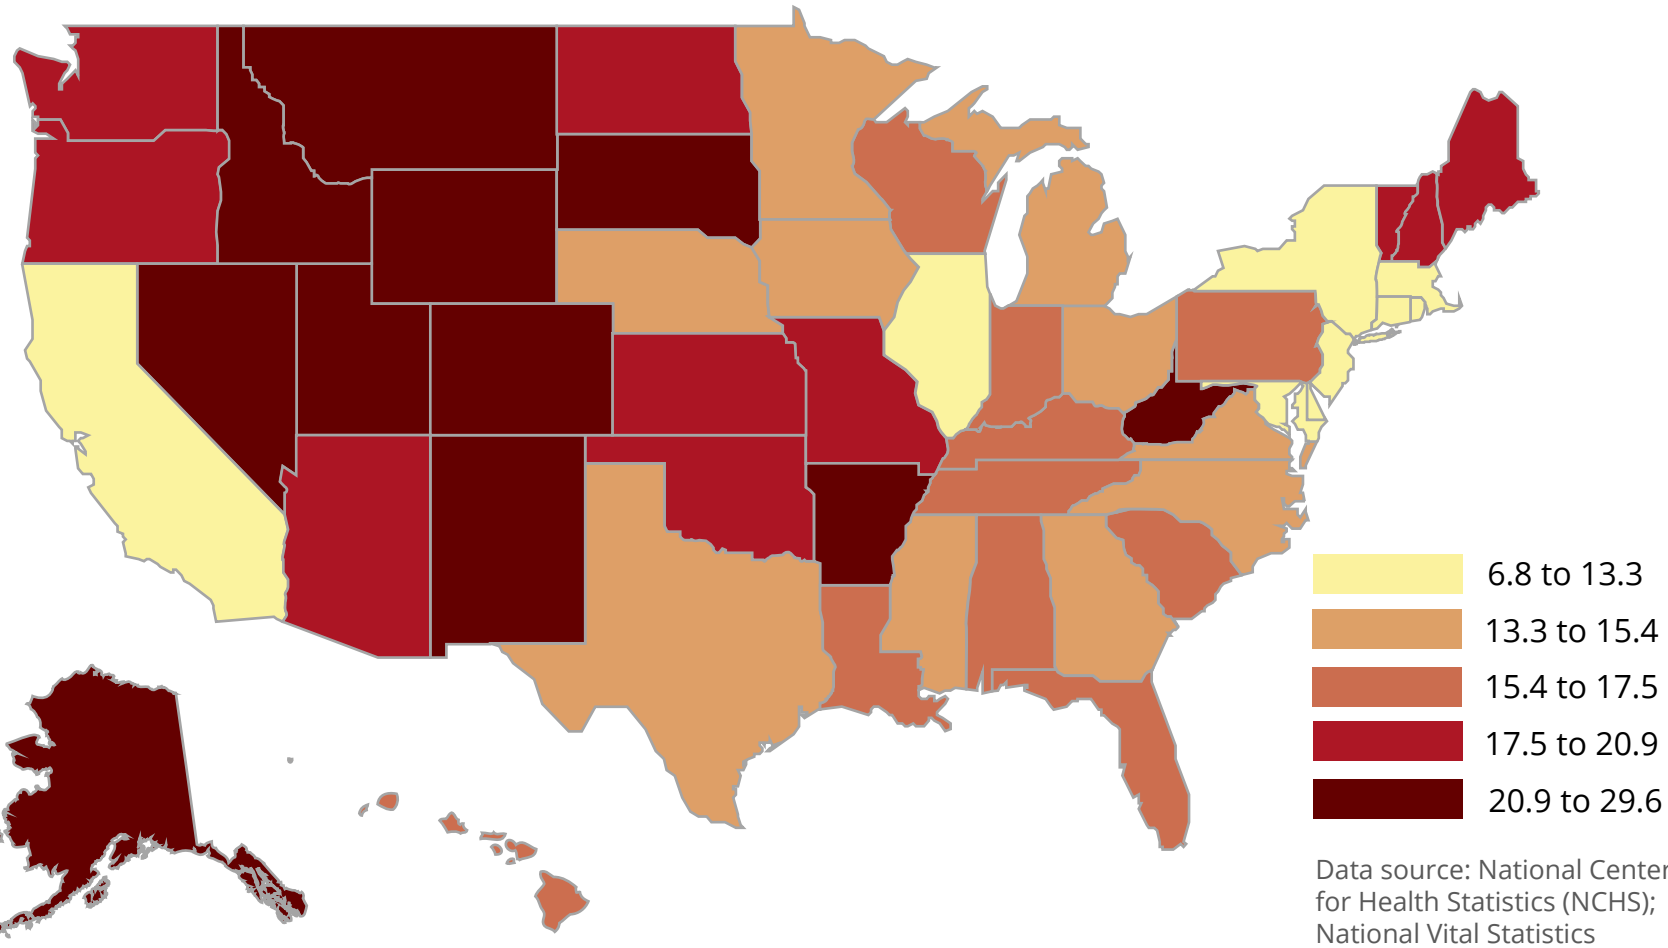 6.8 to 13.3
13.3 to 15.4
15.4 to 17.5
17.5 to 20.9
20.9 to 29.6
Data source: National Center
for Health Statistics (NCHS);
National Vital Statistics